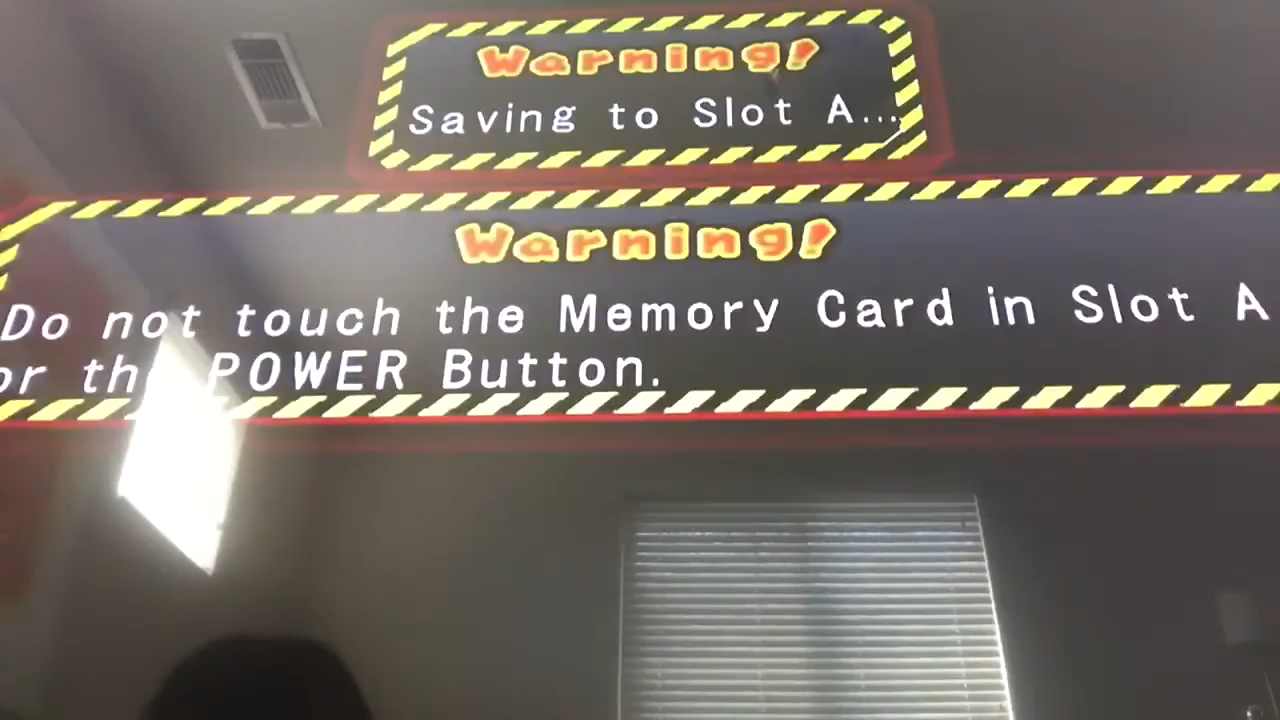 Warning!
Saving to Slot A...
Warning!
Do not touch the Memory Card in Slot A
or the POWER Button.